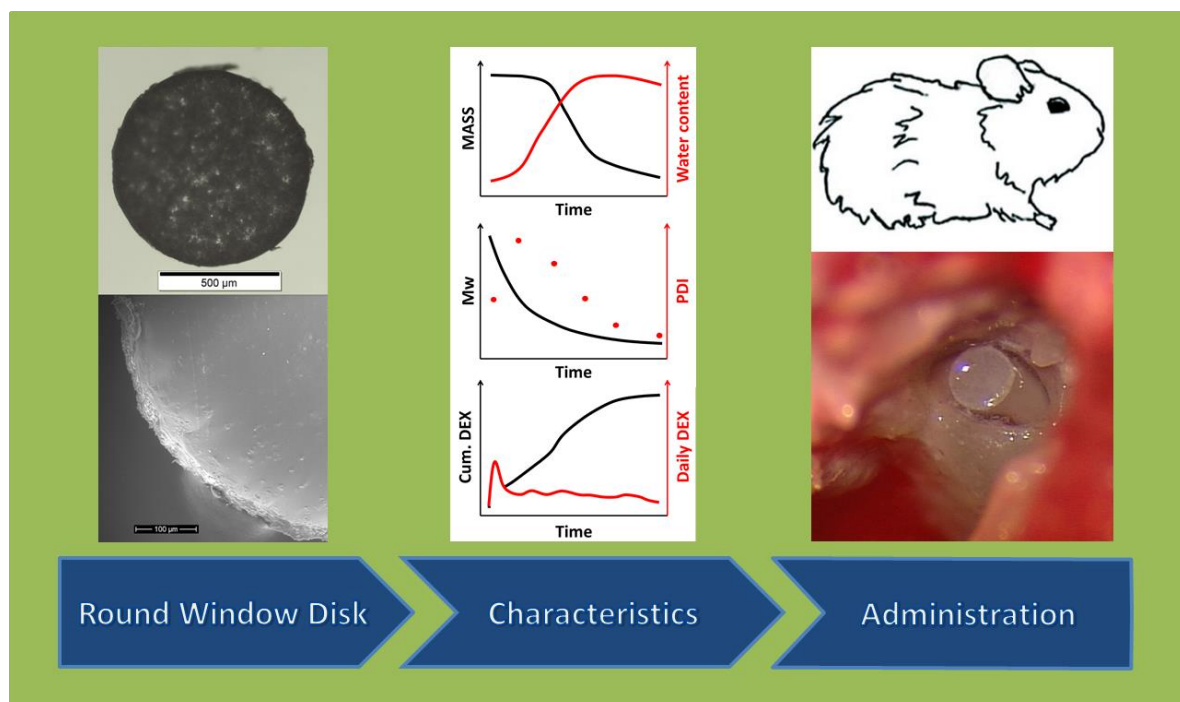 500 µm
100 µm
MASS
Water content
Time
Mw
PDI
Time
Cum. DEX
Daily DEX
Time
Round Window Disk
Characteristics
Administration